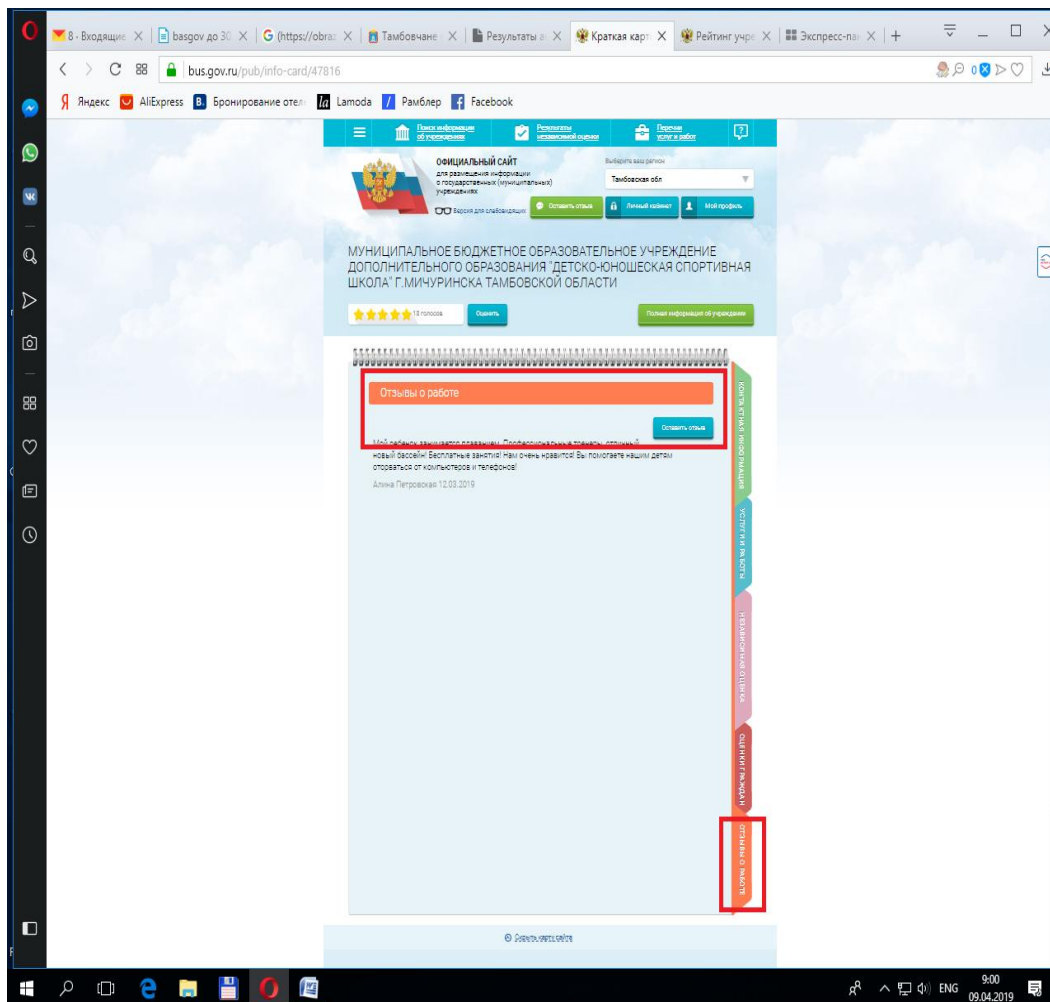 8 - Входящие
basgov до 30
G (https://obraz
Тамбовчане
Результаты а
Краткая карт
Рейтинг учре
Экспресс-пан
bus.gov.ru/pub/info-card/47816
0
Яндекс
AliExpress
Бронирование отел
Lamoda
Рамблер
Facebook
Поиск информации
об учреждениях
Результаты
независимой оценки
Перечни
услуг и работ
ОФИЦИАЛЬНЫЙ САЙТ
для размещения информации
о государственных (муниципальных)
учреждениях
Версия для слабовидящих
Выберите ваш регион
Тамбовская обл
Оставить отзыв
Личный кабинет
Мой профиль
МУНИЦИПАЛЬНОЕ БЮДЖЕТНОЕ ОБРАЗОВАТЕЛЬНОЕ УЧРЕЖДЕНИЕ
ДОПОЛНИТЕЛЬНОГО ОБРАЗОВАНИЯ "ДЕТСКО-ЮНОШЕСКАЯ СПОРТИВНАЯ
ШКОЛА" Г.МИЧУРИНСКА ТАМБОВСКОЙ ОБЛАСТИ
голосов
Оценить
Полная информация об учреждении
Отзывы о работе
Оставить отзыв
Мой ребенок занимается плаванием. Профессиональные тренеры, отличный
новый бассейн! Бесплатные занятия! Нам очень нравится! Вы помогаете нашим детям
оторваться от компьютеров и телефонов!
Алина Петровская 12.03.2019
КОНТАКТНАЯ ИНФОРМАЦИЯ
УСЛУГИ И РАБОТЫ
НЕЗАВИСИМАЯ ОЦЕНКА
ОЦЕНКИ ГРАЖДАН
ОТЗЫВЫ О РАБОТЕ
Скрыть карту сайта
ENG
9:00
09.04.2019